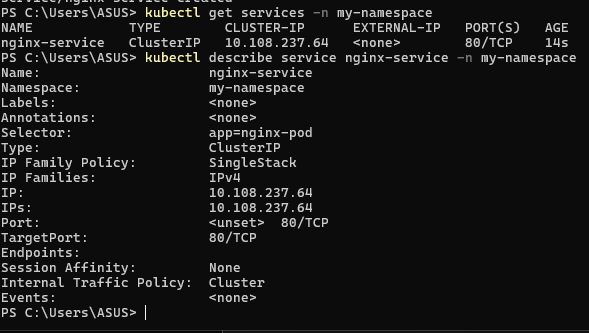 PS C:\Users\ASUS> kubectl get services -n my-namespace
NAME TYPE CLUSTER-IP EXTERNAL-IP PORT(S) AGE
nginx-service ClusterIP 10.108.237.64 <none> 80/TCP 14s
PS C:\Users\ASUS> kubectl describe service nginx-service -n my-namespace
Name: nginx-service
Namespace: my-namespace
Labels: <none>
Annotations: <none>
Selector: app=nginx-pod
Type: ClusterIP
IP Family Policy: SingleStack
IP Families: IPv4
IP: 10.108.237.64
IPs: 10.108.237.64
Port: <unset> 80/TCP
TargetPort: 80/TCP
Endpoints:
Session Affinity: None
Internal Traffic Policy: Cluster
Events: <none>
PS C:\Users\ASUS>